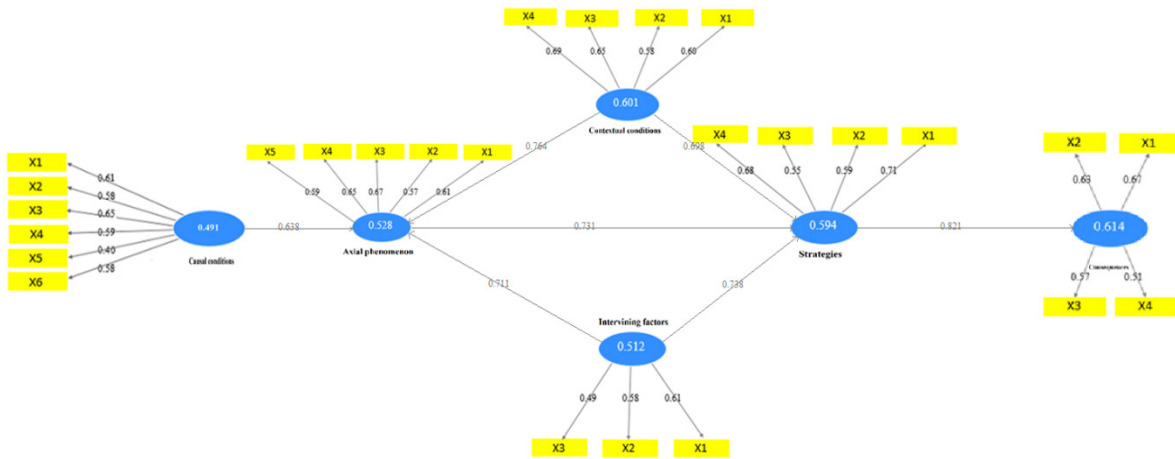 X4 X3 X2 X1
0.69 0.65 0.58 0.60
0.601
Contextual conditions
0.764
0.698
X1
X2
X3
X4
X5
X6
0.61
0.58
0.65
0.59
0.40
0.58
0.491
Causal conditions
0.638
X5 X4 X3 X2 X1
0.59 0.65 0.67 0.57 0.61
0.528
Axial phenomenon
0.731
X4 X3 X2 X1
0.68 0.55 0.59 0.71
0.594
Strategies
0.821
X2 X1
0.63 0.67
0.614
0.57 0.51
X3 X4
0.711
0.738
Intervining factors
0.512
0.49 0.58 0.61
X3 X2 X1